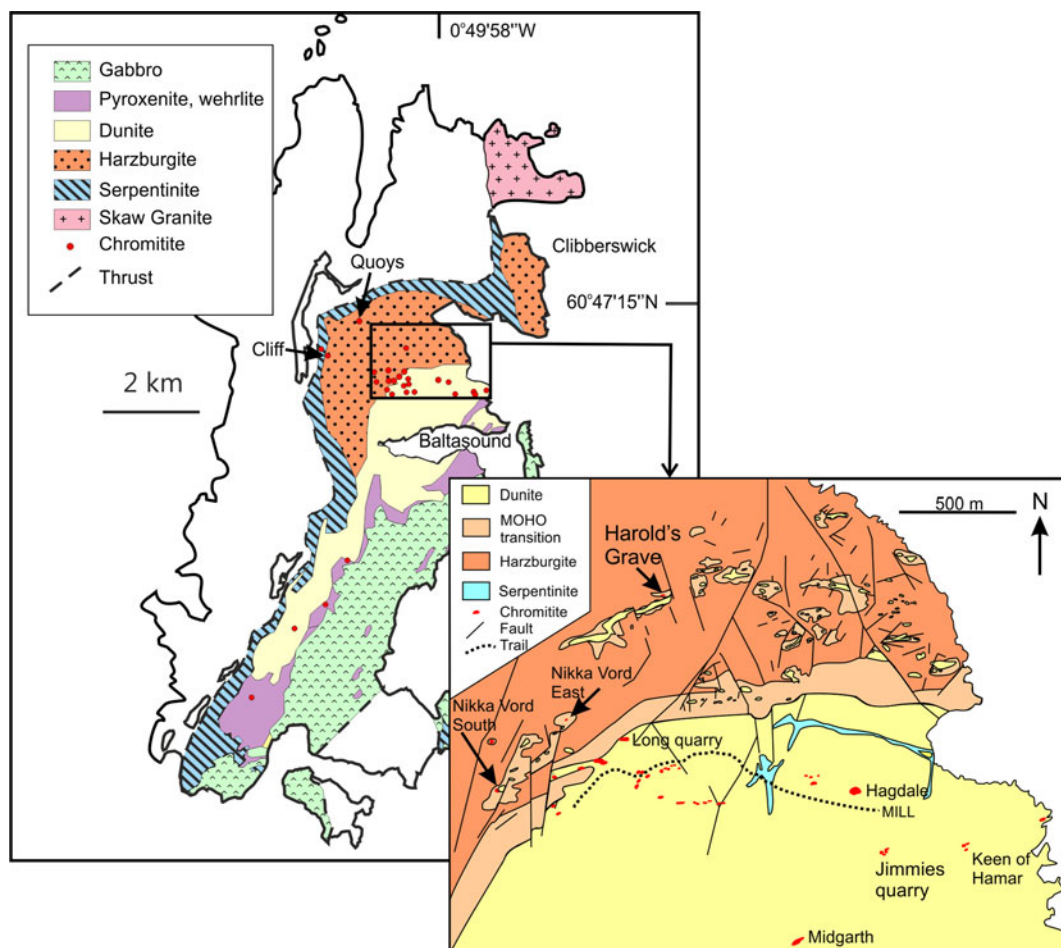 0°49'58''W
Gabbro
Pyroxenite, wehrlite
Dunite
Harzburgite
Serpentinite
Skaw Granite
Chromitite
Thrust
Clibberswick
Quoys
60°47'15''N
Cliff
2 km
Baltasound
Dunite
MOHO
transition
Harzburgite
Serpentinite
Chromitite
Fault
Trail
500 m
N
Harold's
Grave
Nikka Vord
East
Nikka Vord
South
Long quarry
Hagdale
MILL
Jimmies
quarry
Keen of
Hamar
Midgarth